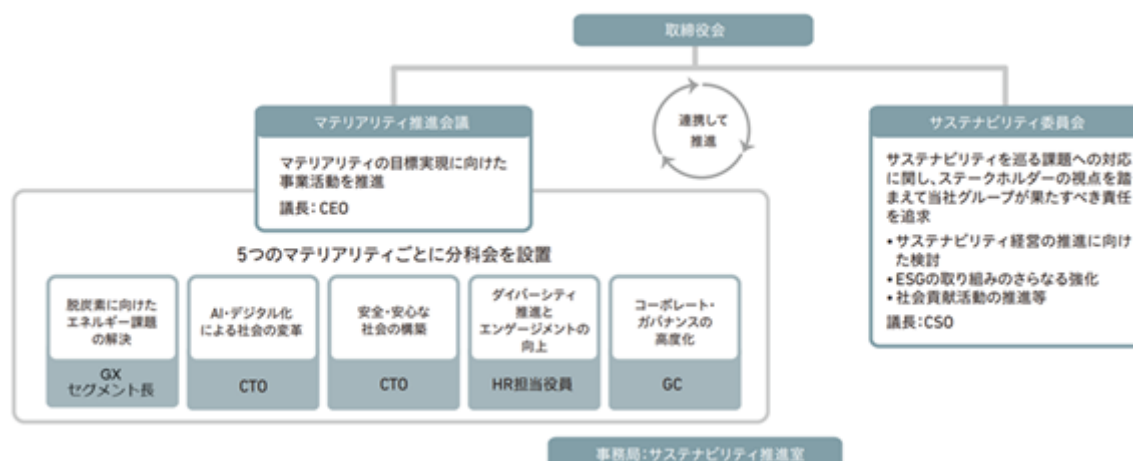 取締役会
マテリアリティ推進会議
マテリアリティの目標実現に向けた
事業活動を推進
議長：CEO
連携して
推進
サステナビリティ委員会
サステナビリティを巡る課題への対応
に関し、ステークホルダーの視点を踏
まえて当社グループが果たすべき責任
を追求
•サステナビリティ経営の推進に向け
た検討
•ESGの取り組みのさらなる強化
•社会貢献活動の推進等
議長：CSO
5つのマテリアリティごとに分科会を設置
脱炭素に向けた
エネルギー課題
の解決
GX
セグメント長
AI・デジタル化
による社会の変革
CTO
安全・安心な
社会の構築
CTO
ダイバーシティ
推進と
エンゲージメントの
向上
HR担当役員
コーポレート・
ガバナンスの
高度化
GC
事務局：サステナビリティ推進室